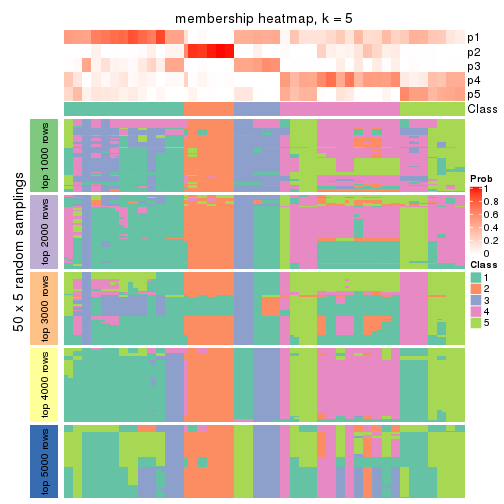 membership heatmap, k = 5
p1
p2
p3
p4
p5
Class
50 x 5 random samplings
top 1000 rows
top 2000 rows
top 3000 rows
top 4000 rows
top 5000 rows
Prob
1
0.8
0.6
0.4
0.2
0
Class
1
2
3
4
5